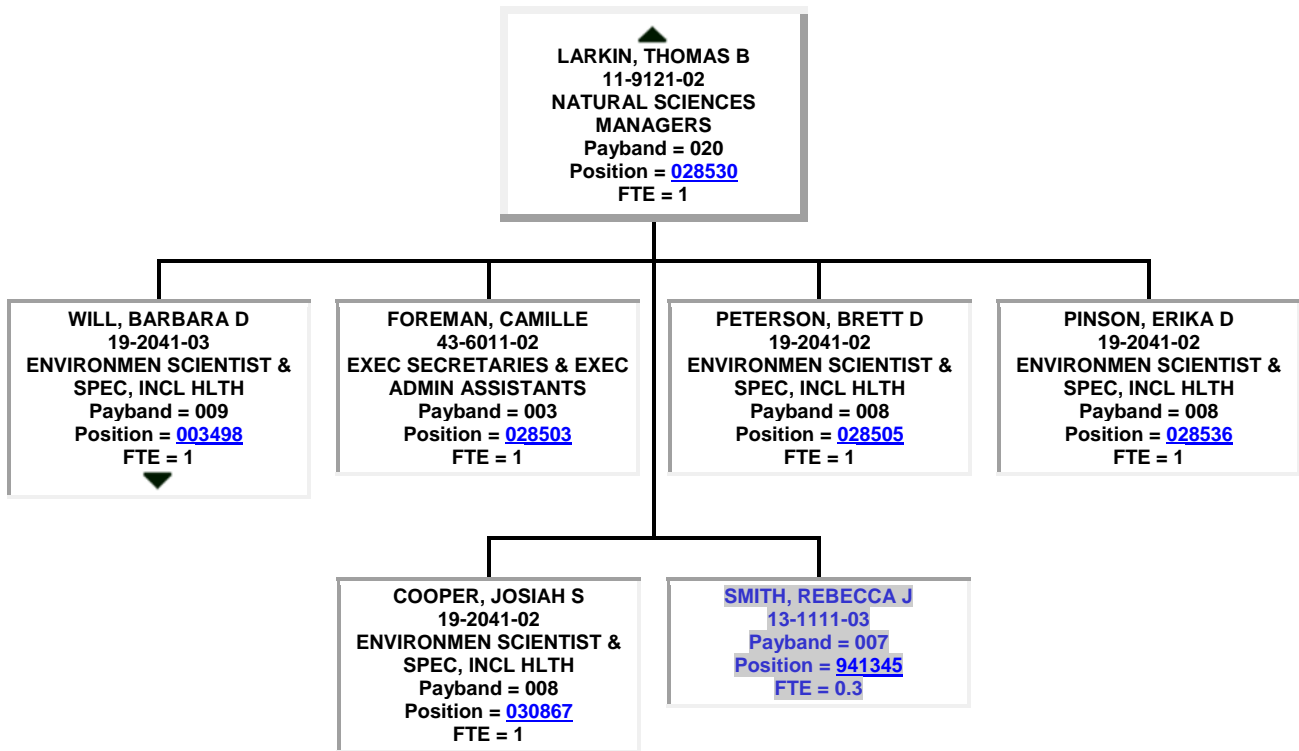 LARKIN, THOMAS B
11-9121-02
NATURAL SCIENCES
MANAGERS
Payband = 020
Position = 028530
FTE = 1
WILL, BARBARA D
19-2041-03
ENVIRONMEN SCIENTIST &
SPEC, INCL HLTH
Payband = 009
Position = 003498
FTE = 1
FOREMAN, CAMILLE
43-6011-02
EXEC SECRETARIES & EXEC
ADMIN ASSISTANTS
Payband = 003
Position = 028503
FTE = 1
PETERSON, BRETT D
19-2041-02
ENVIRONMEN SCIENTIST &
SPEC, INCL HLTH
Payband = 008
Position = 028505
FTE = 1
PINSON, ERIKA D
19-2041-02
ENVIRONMEN SCIENTIST &
SPEC, INCL HLTH
Payband = 008
Position = 028536
FTE = 1
COOPER, JOSIAH S
19-2041-02
ENVIRONMEN SCIENTIST &
SPEC, INCL HLTH
Payband = 008
Position = 030867
FTE = 1
SMITH, REBECCA J
13-1111-03
Payband = 007
Position = 941345
FTE = 0.3